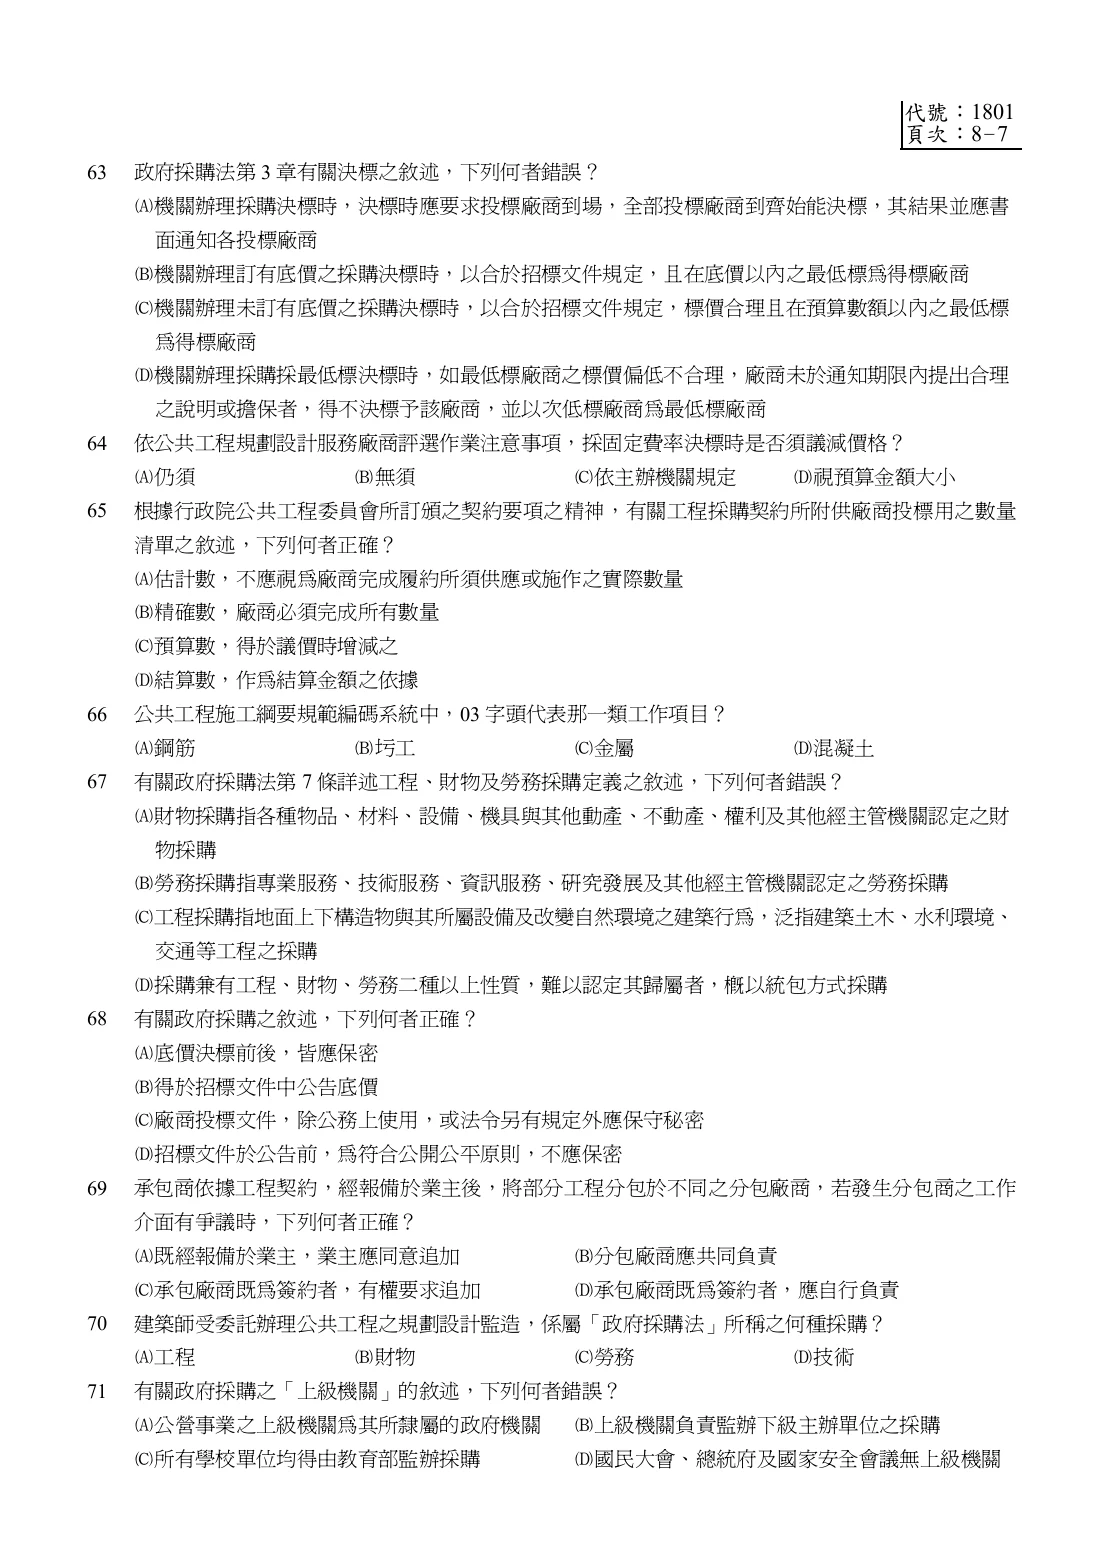 代號：1801
頁次：8－7
63 政府採購法第 3 章有關決標之敘述，下列何者錯誤？
(A)機關辦理採購決標時，決標時應要求投標廠商到場，全部投標廠商到齊始能決標，其結果並應書
面通知各投標廠商
(B)機關辦理訂有底價之採購決標時，以合於招標文件規定，且在底價以內之最低標為得標廠商
(C)機關辦理未訂有底價之採購決標時，以合於招標文件規定，標價合理且在預算數額以內之最低標
為得標廠商
(D)機關辦理採購採最低標決標時，如最低標廠商之標價偏低不合理，廠商未於通知期限內提出合理
之說明或擔保者，得不決標予該廠商，並以次低標廠商為最低標廠商
64 依公共工程規劃設計服務廠商評選作業注意事項，採固定費率決標時是否須議減價格？
(A)仍須 (B)無須 (C)依主辦機關規定 (D)視預算金額大小
65 根據行政院公共工程委員會所訂頒之契約要項之精神，有關工程採購契約所附供廠商投標用之數量
清單之敘述，下列何者正確？
(A)估計數，不應視為廠商完成履約所須供應或施作之實際數量
(B)精確數，廠商必須完成所有數量
(C)預算數，得於議價時增減之
(D)結算數，作為結算金額之依據
66 公共工程施工綱要規範編碼系統中，03 字頭代表那一類工作項目？
(A)鋼筋 (B)圬工 (C)金屬 (D)混凝土
67 有關政府採購法第 7 條詳述工程、財物及勞務採購定義之敘述，下列何者錯誤？
(A)財物採購指各種物品、材料、設備、機具與其他動產、不動產、權利及其他經主管機關認定之財
物採購
(B)勞務採購指專業服務、技術服務、資訊服務、研究發展及其他經主管機關認定之勞務採購
(C)工程採購指地面上下構造物與其所屬設備及改變自然環境之建築行為，泛指建築土木、水利環境、
交通等工程之採購
(D)採購兼有工程、財物、勞務二種以上性質，難以認定其歸屬者，概以統包方式採購
68 有關政府採購之敘述，下列何者正確？
(A)底價決標前後，皆應保密
(B)得於招標文件中公告底價
(C)廠商投標文件，除公務上使用，或法令另有規定外應保守秘密
(D)招標文件於公告前，為符合公開公平原則，不應保密
69 承包商依據工程契約，經報備於業主後，將部分工程分包於不同之分包廠商，若發生分包商之工作
介面有爭議時，下列何者正確？
(A)既經報備於業主，業主應同意追加 (B)分包廠商應共同負責
(C)承包廠商既為簽約者，有權要求追加 (D)承包廠商既為簽約者，應自行負責
70 建築師受委託辦理公共工程之規劃設計監造，係屬「政府採購法」所稱之何種採購？
(A)工程 (B)財物 (C)勞務 (D)技術
71 有關政府採購之「上級機關」的敘述，下列何者錯誤？
(A)公營事業之上級機關為其所隸屬的政府機關 (B)上級機關負責監辦下級主辦單位之採購
(C)所有學校單位均得由教育部監辦採購 (D)國民大會、總統府及國家安全會議無上級機關